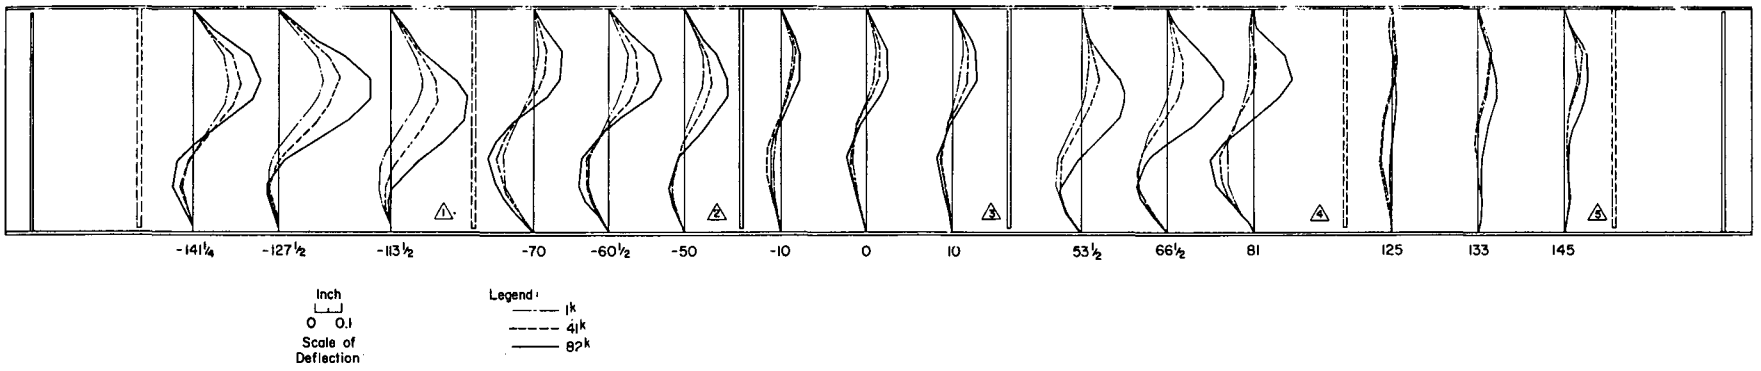 1 2 3 4 5
-141¼ -127½ -113½ -70 -60½ -50 -10 0 10 53½ 66½ 81 125 133 145
Inch
0 0.1
Scale of
Deflection
Legend:
1k
41k
82k